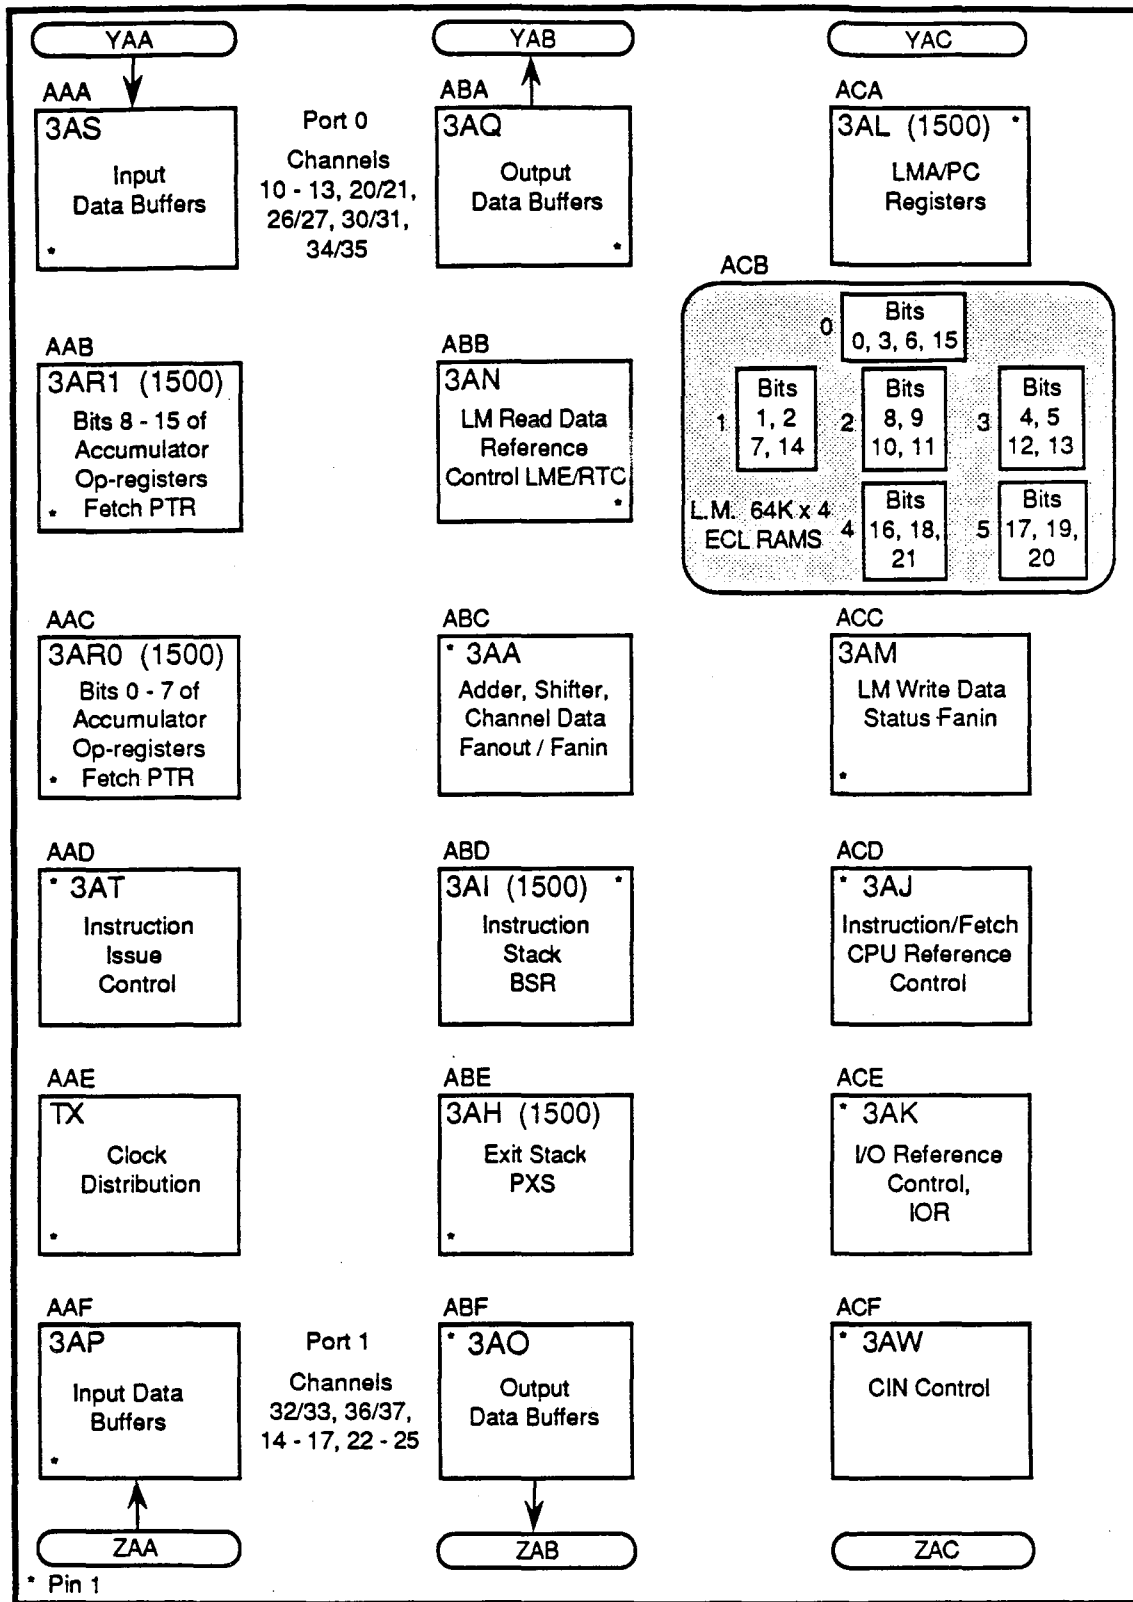 YAA
YAB
YAC
AAA
3AS
Input
Data Buffers
*
Port 0
Channels
10 - 13, 20/21,
26/27, 30/31,
34/35
ABA
3AQ
Output
Data Buffers
*
ACA
3AL (1500) *
LMA/PC
Registers
ACB
0
Bits
0, 3, 6, 15
1
Bits
1, 2
7, 14
2
Bits
8, 9
10, 11
3
Bits
4, 5
12, 13
L.M. 64K x 4
ECL RAMS
4
Bits
16, 18,
21
5
Bits
17, 19,
20
AAB
3AR1 (1500)
Bits 8 - 15 of
Accumulator
Op-registers
* Fetch PTR
ABB
3AN
LM Read Data
Reference
Control LME/RTC
*
AAC
3AR0 (1500)
Bits 0 - 7 of
Accumulator
Op-registers
* Fetch PTR
ABC
* 3AA
Adder, Shifter,
Channel Data
Fanout / Fanin
ACC
3AM
LM Write Data
Status Fanin
*
AAD
* 3AT
Instruction
Issue
Control
ABD
3AI (1500) *
Instruction
Stack
BSR
ACD
* 3AJ
Instruction/Fetch
CPU Reference
Control
AAE
TX
Clock
Distribution
*
ABE
3AH (1500)
Exit Stack
PXS
*
ACE
* 3AK
I/O Reference
Control,
IOR
AAF
3AP
Input Data
Buffers
*
Port 1
Channels
32/33, 36/37,
14 - 17, 22 - 25
ABF
* 3AO
Output
Data Buffers
ACF
* 3AW
CIN Control
ZAA
ZAB
ZAC
* Pin 1